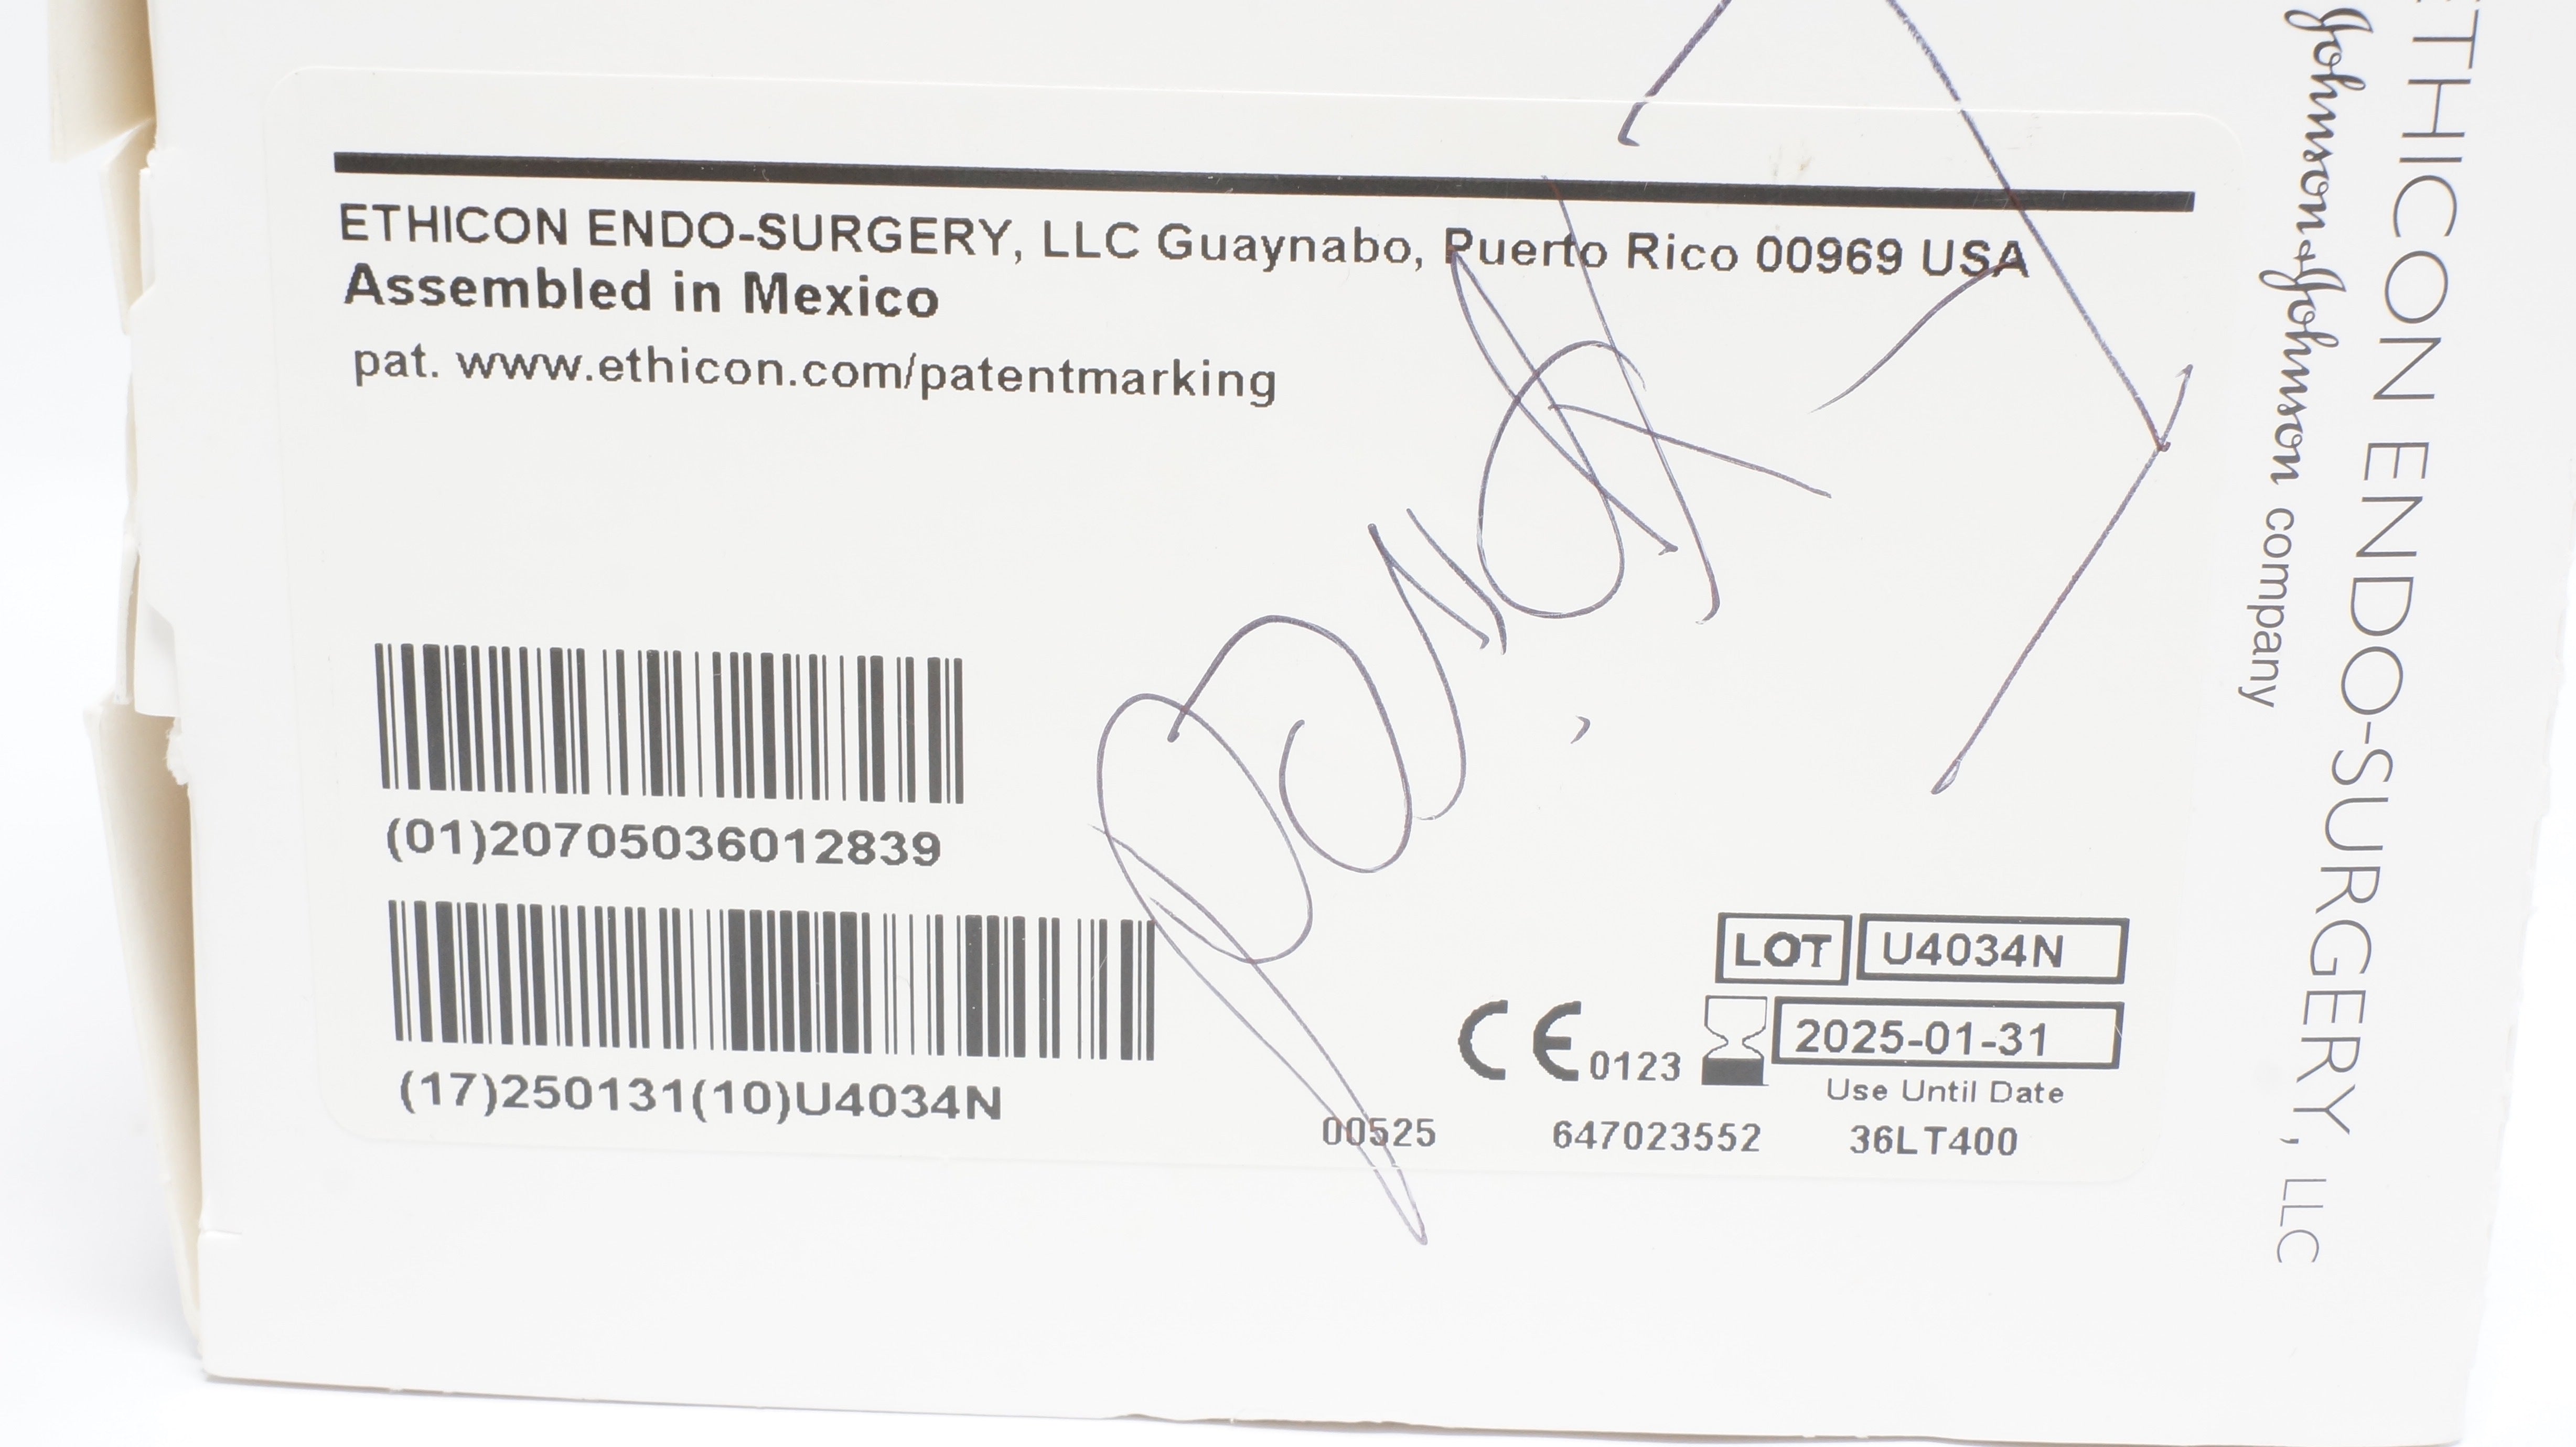 ETHICON ENDO-SURGERY, LLC Guaynabo, Puerto Rico 00969 USA
Assembled in Mexico
pat. www.ethicon.com/patentmarking
(01)20705036012839
(17)250131(10)U4034N
LOT U4034N
CE 0123 2025-01-31
Use Until Date
00525 647023552 36LT400
Johnson&Johnson company
ETHICON ENDO-SURGERY, LLC